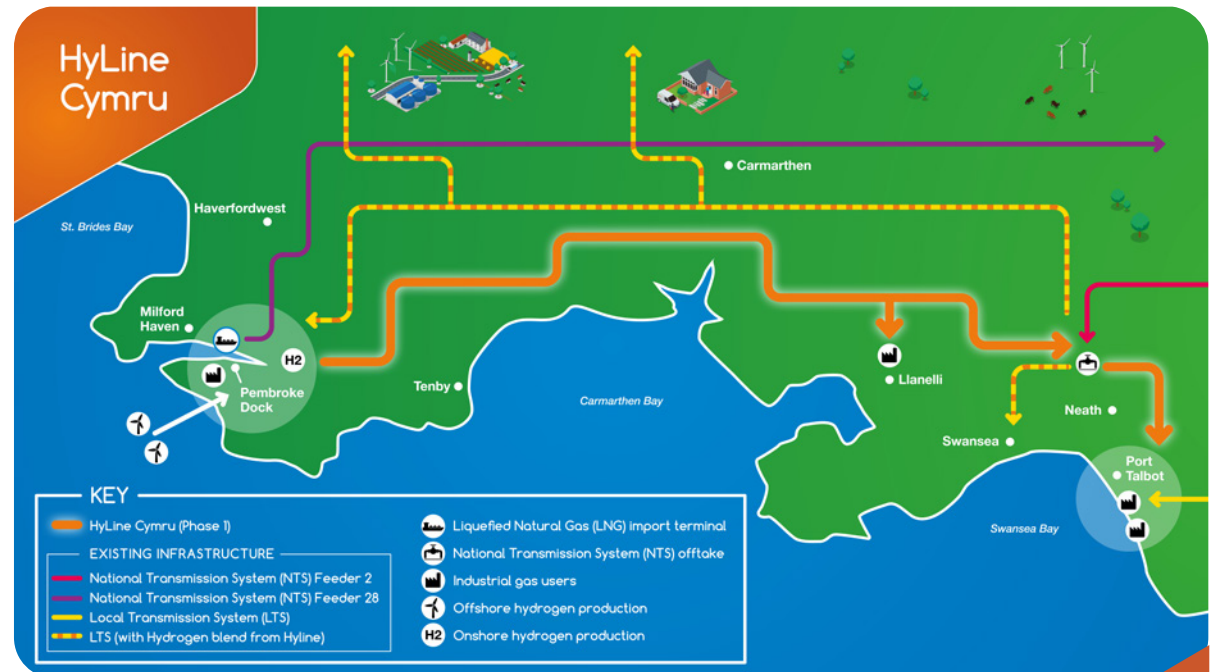 HyLine
Cymru
Carmarthen
Haverfordwest
St. Brides Bay
Milford
Haven
H2
Pembroke
Dock
Tenby
Carmarthen Bay
Llanelli
Neath
Swansea
Port
Talbot
Swansea Bay
KEY
HyLine Cymru (Phase 1)
EXISTING INFRASTRUCTURE
National Transmission System (NTS) Feeder 2
National Transmission System (NTS) Feeder 28
Local Transmission System (LTS)
LTS (with Hydrogen blend from Hyline)
Liquefied Natural Gas (LNG) import terminal
National Transmission System (NTS) offtake
Industrial gas users
Offshore hydrogen production
H2 Onshore hydrogen production